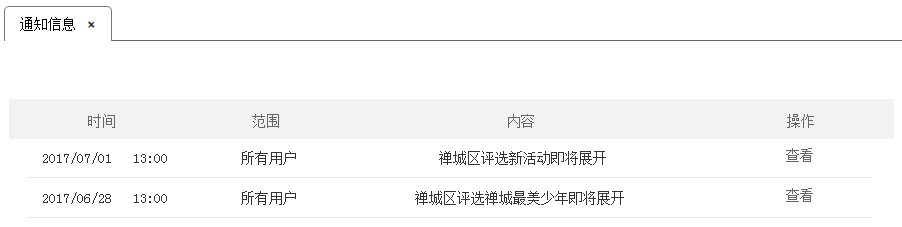 通知信息 ×
时间 范围 内容 操作
2017/07/01 13:00 所有用户 禅城区评选新活动即将展开 查看
2017/06/28 13:00 所有用户 禅城区评选禅城最美少年即将展开 查看